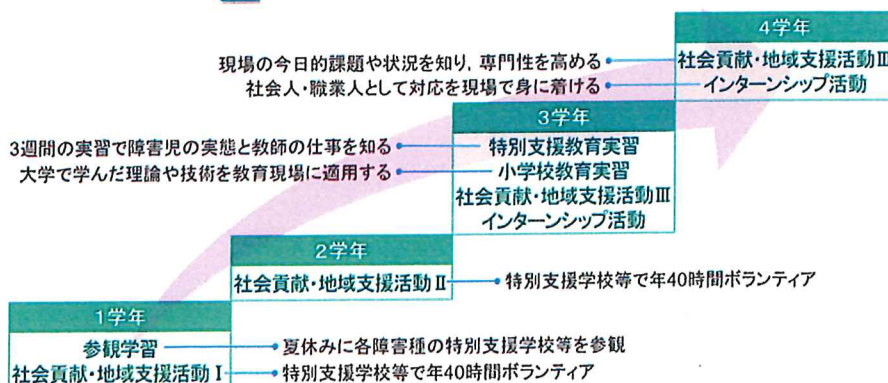 4学年
現場の今日的課題や状況を知り，専門性を高める
社会貢献・地域支援活動Ⅲ
社会人・職業人として対応を現場で身に着ける
インターンシップ活動
3学年
3週間の実習で障害児の実態と教師の仕事を知る
特別支援教育実習
大学で学んだ理論や技術を教育現場に適用する
小学校教育実習
社会貢献・地域支援活動Ⅲ
インターンシップ活動
2学年
社会貢献・地域支援活動Ⅱ
特別支援学校等で年40時間ボランティア
1学年
参観学習
夏休みに各障害種の特別支援学校等を参観
社会貢献・地域支援活動Ⅰ
特別支援学校等で年40時間ボランティア